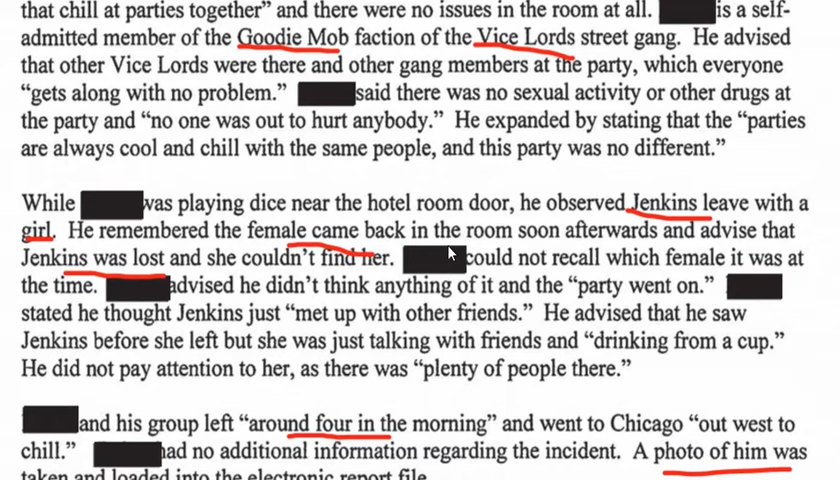 that chill at parties together” and there were no issues in the room at all. is a self-
admitted member of the Goodie Mob faction of the Vice Lords street gang. He advised
that other Vice Lords were there and other gang members at the party, which everyone
“gets along with no problem.” said there was no sexual activity or other drugs at
the party and “no one was out to hurt anybody.” He expanded by stating that the “parties
are always cool and chill with the same people, and this party was no different.”
While was playing dice near the hotel room door, he observed Jenkins leave with a
girl. He remembered the female came back in the room soon afterwards and advise that
Jenkins was lost and she couldn’t find her. could not recall which female it was at
the time. advised he didn’t think anything of it and the “party went on.”
stated he thought Jenkins just “met up with other friends.” He advised that he saw
Jenkins before she left but she was just talking with friends and “drinking from a cup.”
He did not pay attention to her, as there was “plenty of people there.”
and his group left “around four in the morning” and went to Chicago “out west to
chill.” had no additional information regarding the incident. A photo of him was
taken and loaded into the electronic report file.